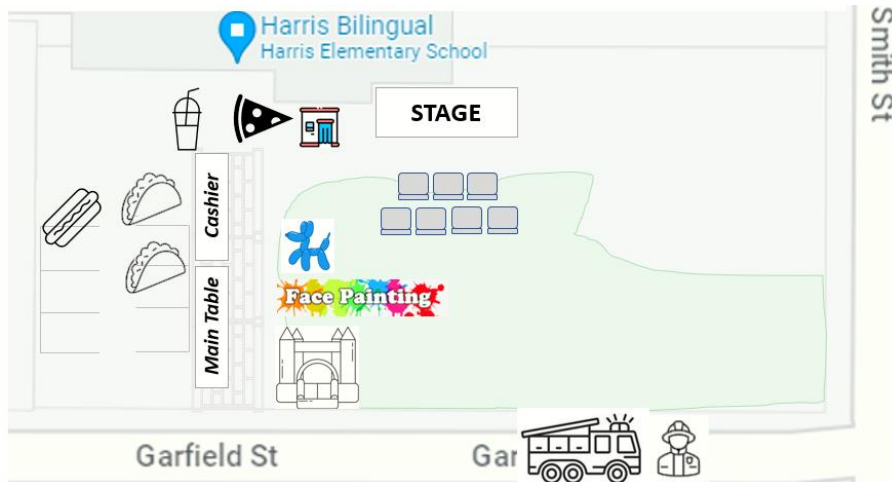 Harris Bilingual
Harris Elementary School
Smith St
STAGE
Cashier
Main Table
Face Painting
Garfield St
Gar